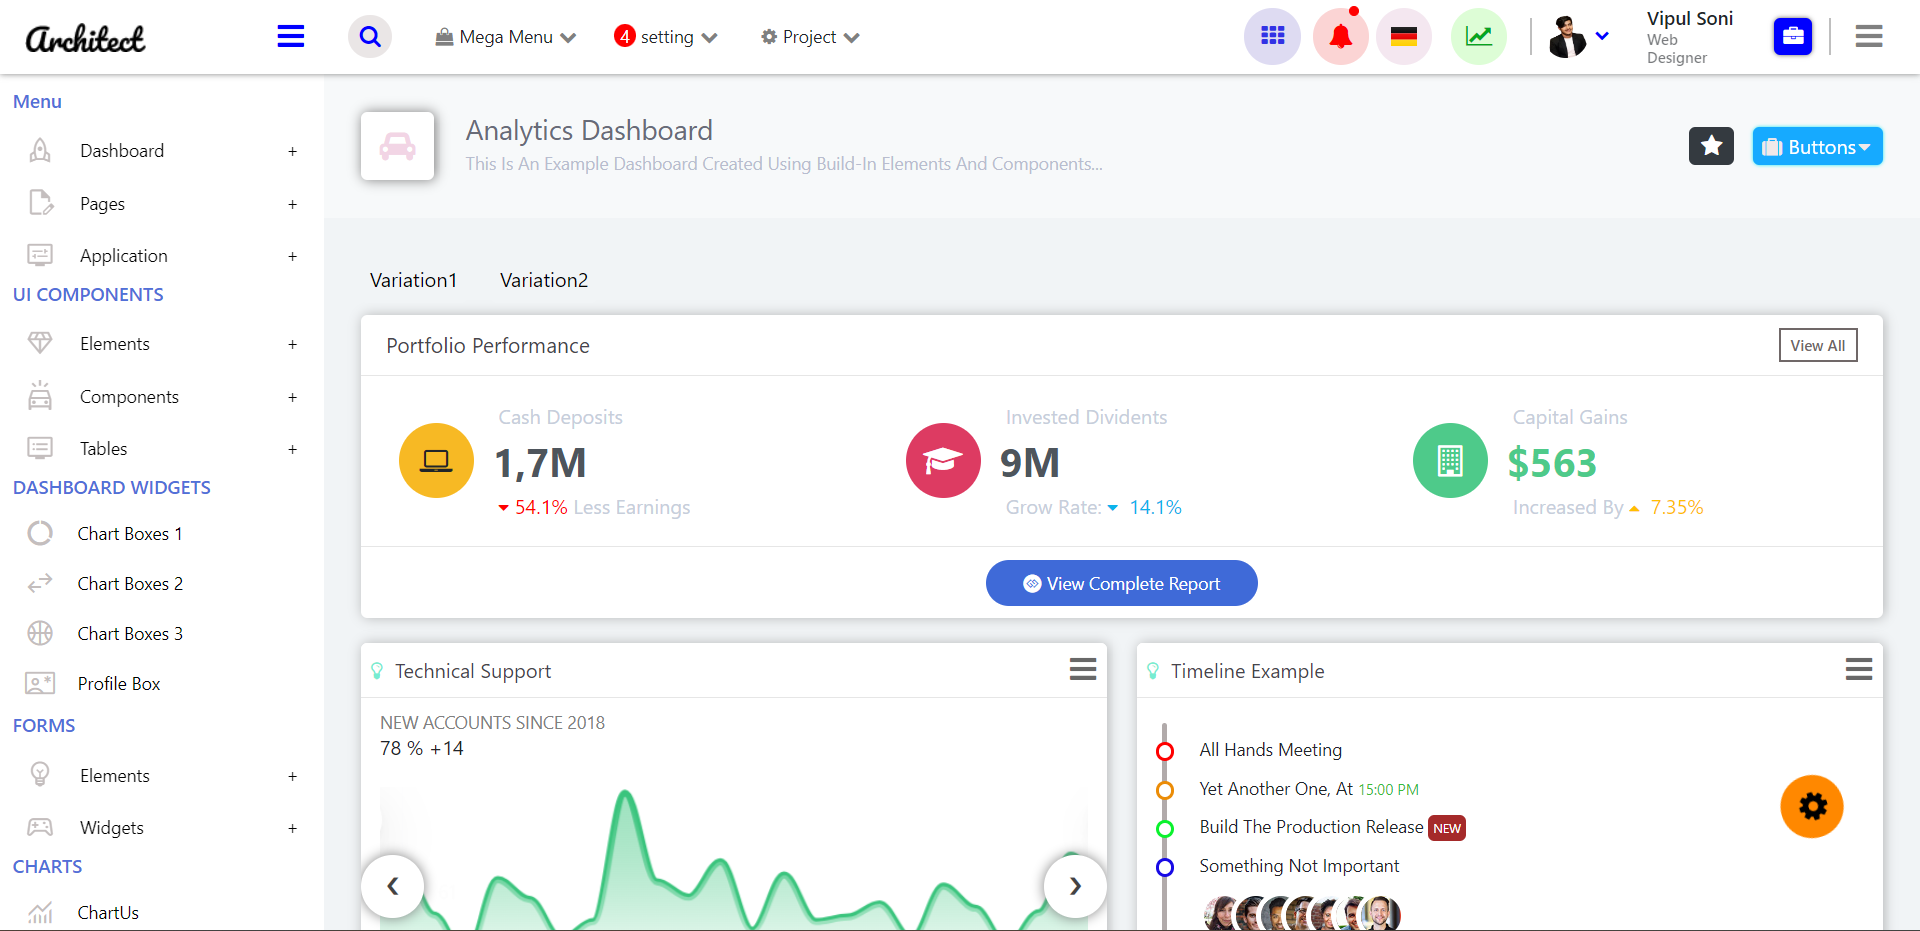 Architect
Mega Menu
4 setting
Project
Vipul Soni
Web
Designer
Menu
Dashboard +
Pages +
Application +
UI COMPONENTS
Elements +
Components +
Tables +
DASHBOARD WIDGETS
Chart Boxes 1
Chart Boxes 2
Chart Boxes 3
Profile Box
FORMS
Elements +
Widgets +
CHARTS
ChartUs
Analytics Dashboard
This Is An Example Dashboard Created Using Build-In Elements And Components...
Buttons
Variation1 Variation2
Portfolio Performance
View All
Cash Deposits
1,7M
54.1% Less Earnings
Invested Dividents
9M
Grow Rate: 14.1%
Capital Gains
$563
Increased By 7.35%
View Complete Report
Technical Support
NEW ACCOUNTS SINCE 2018
78 % +14
Timeline Example
All Hands Meeting
Yet Another One, At 15:00 PM
Build The Production Release NEW
Something Not Important